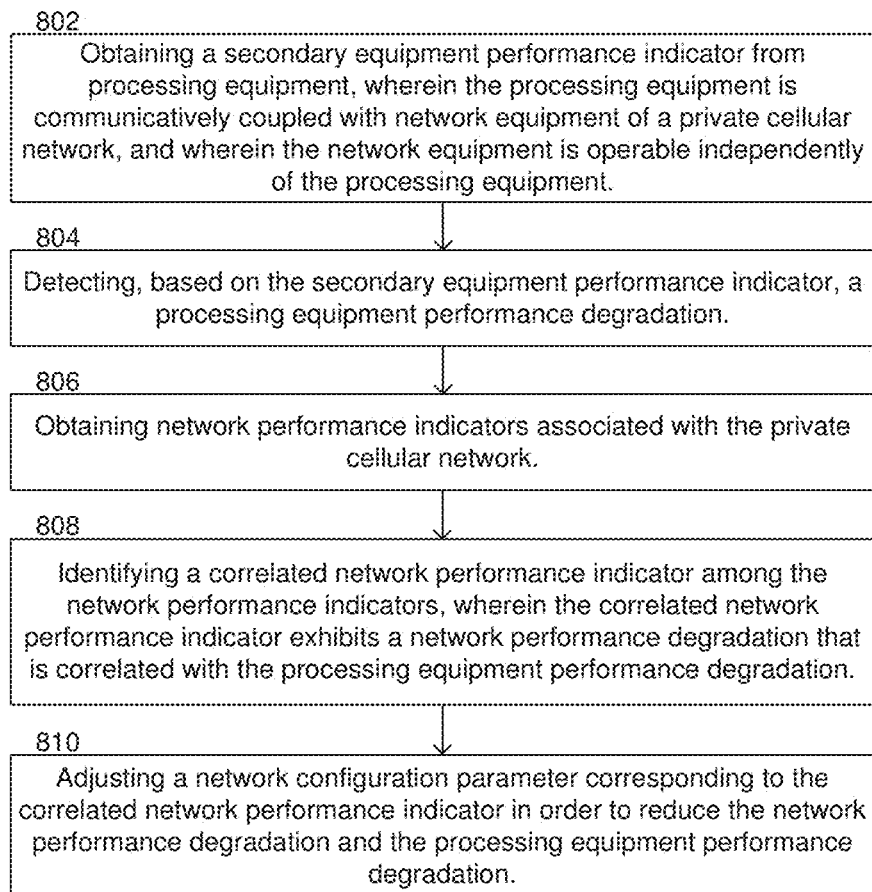 802
Obtaining a secondary equipment performance indicator from
processing equipment, wherein the processing equipment is
communicatively coupled with network equipment of a private cellular
network, and wherein the network equipment is operable independently
of the processing equipment.
804
Detecting, based on the secondary equipment performance indicator, a
processing equipment performance degradation.
806
Obtaining network performance indicators associated with the private
cellular network.
808
Identifying a correlated network performance indicator among the
network performance indicators, wherein the correlated network
performance indicator exhibits a network performance degradation that
is correlated with the processing equipment performance degradation.
810
Adjusting a network configuration parameter corresponding to the
correlated network performance indicator in order to reduce the network
performance degradation and the processing equipment performance
degradation.